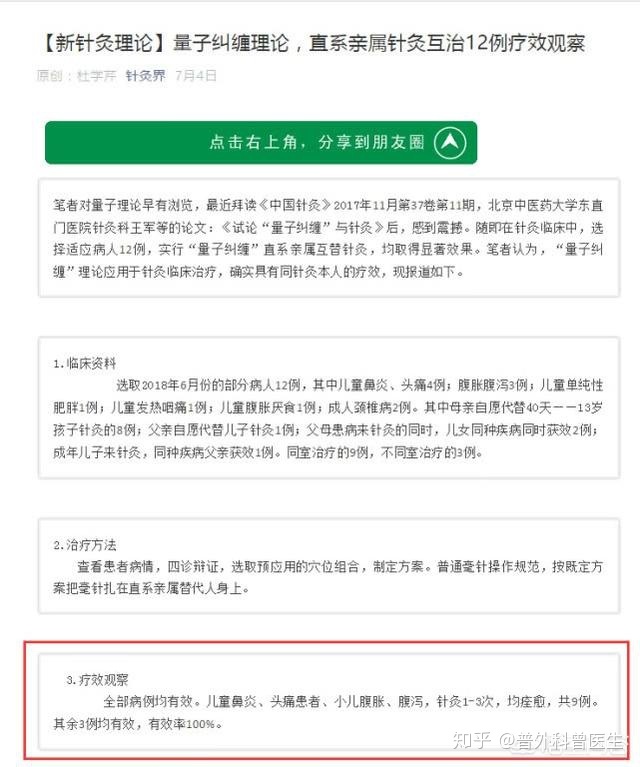 【新针灸理论】量子纠缠理论，直系亲属针灸互治12例疗效观察
原创：杜学芹 针灸界 7月4日
点击右上角，分享到朋友圈
笔者对量子理论早有浏览，最近拜读《中国针灸》2017年11月第37卷第11期，北京中医药大学东直
门医院针灸科王军等的论文：《试论“量子纠缠”与针灸》后，感到震撼。随即在针灸临床中，选
择适应病人12例，实行“量子纠缠”直系亲属互替针灸，均取得显著效果。笔者认为，“量子纠
缠”理论应用于针灸临床治疗，确实具有同针灸本人的疗效，现报道如下。
1.临床资料
选取2018年6月份的部分病人12例，其中儿童鼻炎、头痛4例；腹胀腹泻3例；儿童单纯性
肥胖1例；儿童发热咽痛1例；儿童腹胀厌食1例；成人颈椎病2例。其中母亲自愿代替40天——13岁
孩子针灸的8例；父亲自愿代替儿子针灸1例；父母患病来针灸的同时，儿女同种疾病同时获效2例；
成年儿子来针灸，同种疾病父亲获效1例。同室治疗的9例，不同室治疗的3例。
2.治疗方法
查看患者病情，四诊辩证，选取预应用的穴位组合，制定方案。普通毫针操作规范，按既定方
案把毫针扎在直系亲属替代人身上。
3.疗效观察
全部病例均有效。儿童鼻炎、头痛患者、小儿腹胀、腹泻，针灸1-3次，均痊愈，共9例。
其余3例均有效，有效率100%。
知乎 @普外科曾医生